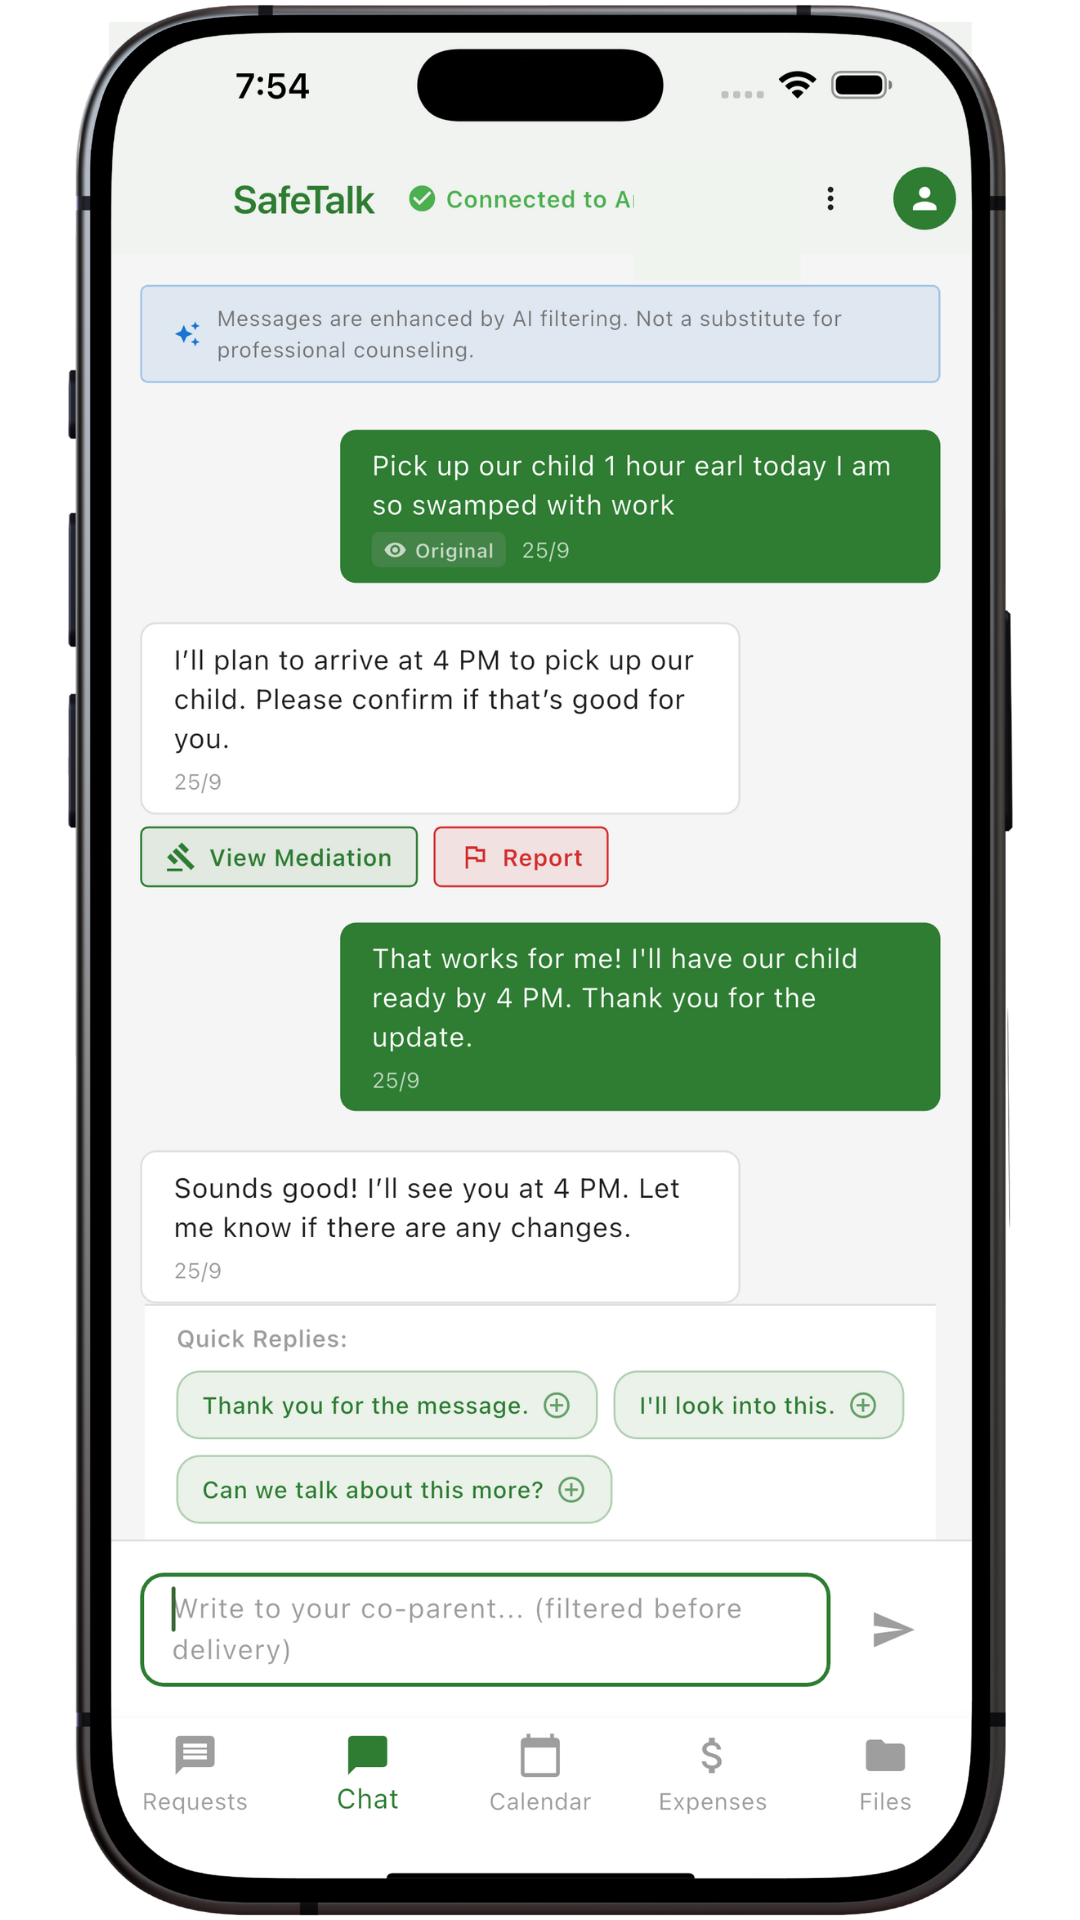 7:54
SafeTalk
Connected to
Messages are enhanced by AI filtering. Not a substitute for
professional counseling.
Pick up our child 1 hour earl today I am
so swamped with work
Original 25/9
I’ll plan to arrive at 4 PM to pick up our
child. Please confirm if that’s good for
you.
25/9
View Mediation
Report
That works for me! I'll have our child
ready by 4 PM. Thank you for the
update.
25/9
Sounds good! I’ll see you at 4 PM. Let
me know if there are any changes.
25/9
Quick Replies:
Thank you for the message.
I'll look into this.
Can we talk about this more?
Write to your co-parent... (filtered before
delivery)
Requests
Chat
Calendar
Expenses
Files